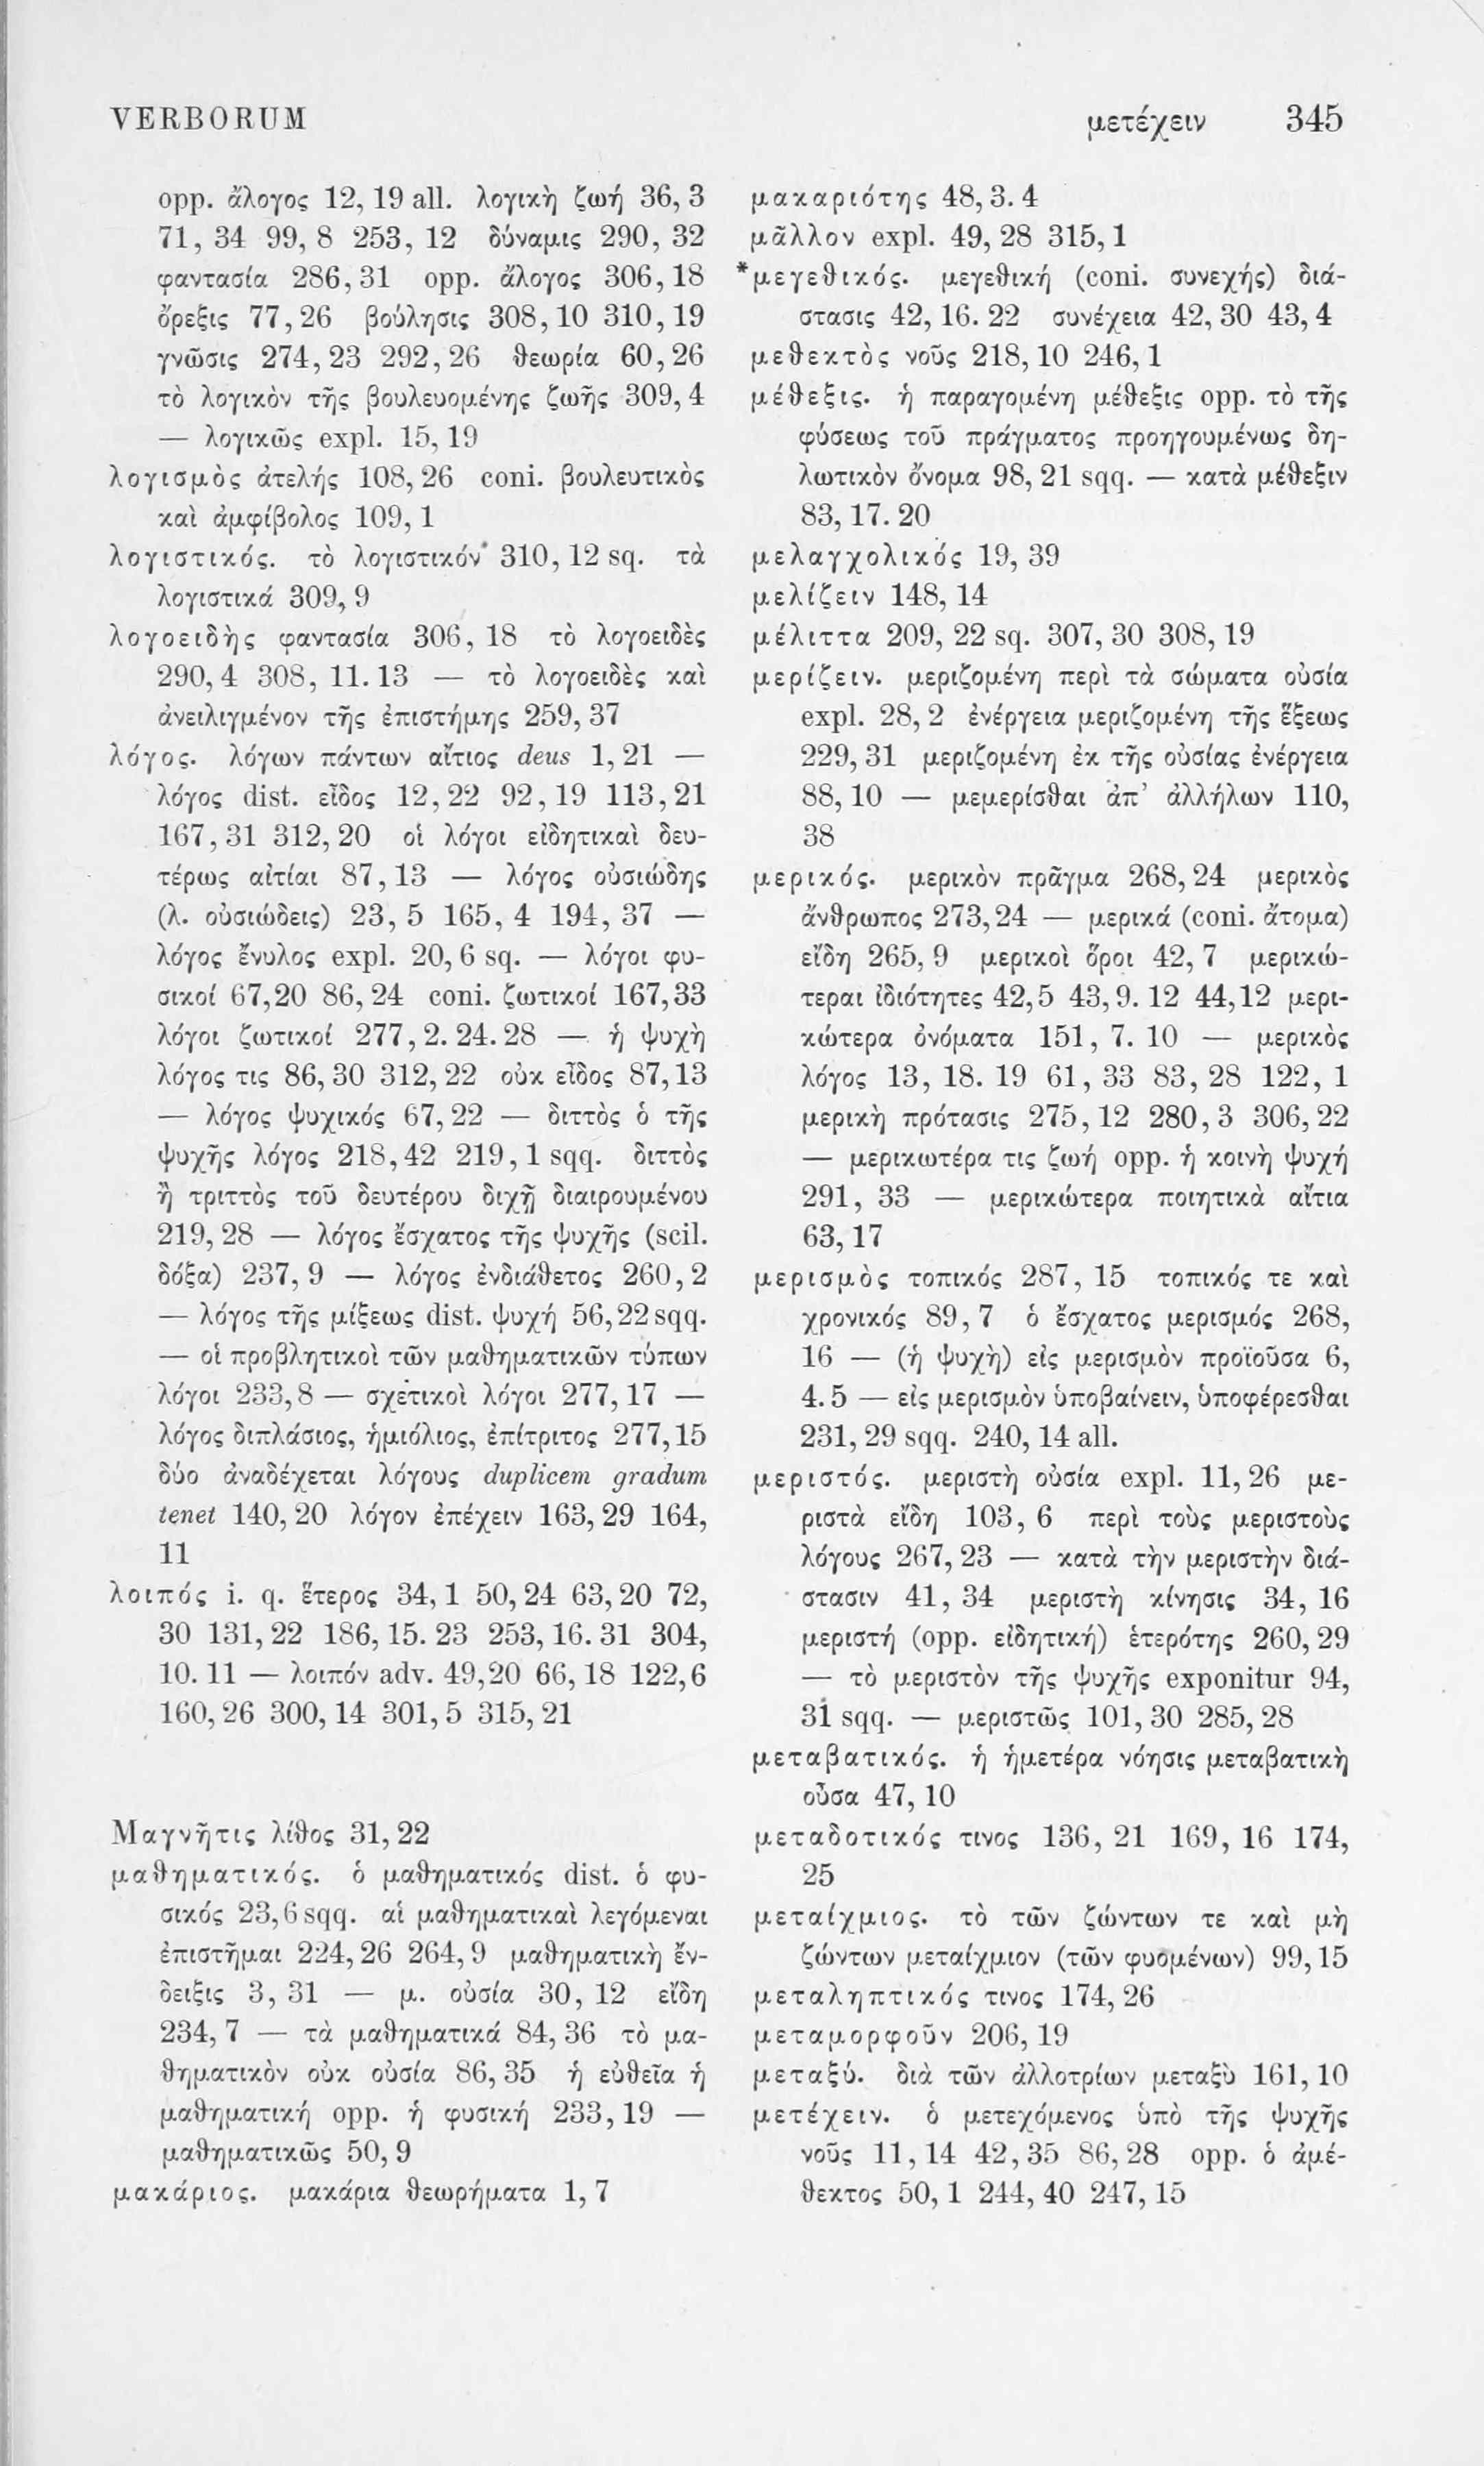 VERBORUM μετέχειν 345
opp. ἄλογος 12, 19 all. λογικὴ ζωή 36, 3
71, 34 99, 8 253, 12 δύναμις 290, 32
φαντασία 286, 31 opp. ἄλογος 306, 18
ὄρεξις 77, 26 βούλησις 308, 10 310, 19
γνῶσις 274, 23 292, 26 θεωρία 60, 26
τὸ λογικὸν τῆς βουλευομένης ζωῆς 309, 4
— λογικῶς expl. 15, 19
λογισμὸς ἀτελής 108, 26 coni. βουλευτικὸς
καὶ ἀμφίβολος 109, 1
λογιστικός. τὸ λογιστικόν 310, 12 sq. τὰ
λογιστικά 309, 9
λογοειδὴς φαντασία 306, 18 τὸ λογοειδὲς
290, 4 308, 11. 13 — τὸ λογοειδὲς καὶ
ἀνειλιγμένον τῆς ἐπιστήμης 259, 37
λόγος. λόγων πάντων αἴτιος deus 1, 21 —
λόγος dist. εἶδος 12, 22 92, 19 113, 21
167, 31 312, 20 οἱ λόγοι εἰδητικαὶ δευ-
τέρως αἰτίαι 87, 13 — λόγος οὐσιώδης
(λ. οὐσιώδεις) 23, 5 165, 4 194, 37 —
λόγος ἔνυλος expl. 20, 6 sq. — λόγοι φυ-
σικοί 67, 20 86, 24 coni. ζωτικοί 167, 33
λόγοι ζωτικοί 277, 2. 24. 28 — ἡ ψυχὴ
λόγος τις 86, 30 312, 22 οὐκ εἶδος 87, 13
— λόγος ψυχικός 67, 22 — διττὸς ὁ τῆς
ψυχῆς λόγος 218, 42 219, 1 sqq. διττὸς
ἢ τριττὸς τοῦ δευτέρου διχῇ διαιρουμένου
219, 28 — λόγος ἔσχατος τῆς ψυχῆς (scil.
δόξα) 237, 9 — λόγος ἐνδιάθετος 260, 2
— λόγος τῆς μίξεως dist. ψυχή 56, 22 sqq.
— οἱ προβλητικοὶ τῶν μαθηματικῶν τύπων
λόγοι 233, 8 — σχετικοὶ λόγοι 277, 17 —
λόγος διπλάσιος, ἡμιόλιος, ἐπίτριτος 277, 15
δύο ἀναδέχεται λόγους duplicem gradum
tenet 140, 20 λόγον ἐπέχειν 163, 29 164,
11
λοιπός i. q. ἕτερος 34, 1 50, 24 63, 20 72,
30 131, 22 186, 15. 23 253, 16. 31 304,
10. 11 — λοιπόν adv. 49, 20 66, 18 122, 6
160, 26 300, 14 301, 5 315, 21
Μαγνῆτις λίθος 31, 22
μαθηματικός. ὁ μαθηματικός dist. ὁ φυ-
σικός 23, 6 sqq. αἱ μαθηματικαὶ λεγόμεναι
ἐπιστῆμαι 224, 26 264, 9 μαθηματικὴ ἔν-
δειξις 3, 31 — μ. οὐσία 30, 12 εἴδη
234, 7 — τὰ μαθηματικά 84, 36 τὸ μα-
θηματικὸν οὐκ οὐσία 86, 35 ἡ εὐθεῖα ἡ
μαθηματική opp. ἡ φυσική 233, 19 —
μαθηματικῶς 50, 9
μακάριος. μακάρια θεωρήματα 1, 7
μακαριότης 48, 3. 4
μᾶλλον expl. 49, 28 315, 1
*μεγεθικός. μεγεθική (coni. συνεχής) διά-
στασις 42, 16. 22 συνέχεια 42, 30 43, 4
μεθεκτὸς νοῦς 218, 10 246, 1
μέθεξις. ἡ παραγομένη μέθεξις opp. τὸ τῆς
φύσεως τοῦ πράγματος προηγουμένως δη-
λωτικὸν ὄνομα 98, 21 sqq. — κατὰ μέθεξιν
83, 17. 20
μελαγχολικός 19, 39
μελίζειν 148, 14
μέλιττα 209, 22 sq. 307, 30 308, 19
μερίζειν. μεριζομένη περὶ τὰ σώματα οὐσία
expl. 28, 2 ἐνέργεια μεριζομένη τῆς ἕξεως
229, 31 μεριζομένη ἐκ τῆς οὐσίας ἐνέργεια
88, 10 — μεμερίσθαι ἀπ’ ἀλλήλων 110,
38
μερικός. μερικὸν πρᾶγμα 268, 24 μερικὸς
ἄνθρωπος 273, 24 — μερικά (coni. ἄτομα)
εἴδη 265, 9 μερικοὶ ὅροι 42, 7 μερικώ-
τεραι ἰδιότητες 42, 5 43, 9. 12 44, 12 μερι-
κώτερα ὀνόματα 151, 7. 10 — μερικὸς
λόγος 13, 18. 19 61, 33 83, 28 122, 1
μερικὴ πρότασις 275, 12 280, 3 306, 22
— μερικωτέρα τις ζωή opp. ἡ κοινὴ ψυχή
291, 33 — μερικώτερα ποιητικὰ αἴτια
63, 17
μερισμὸς τοπικός 287, 15 τοπικός τε καὶ
χρονικός 89, 7 ὁ ἔσχατος μερισμός 268,
16 — (ἡ ψυχὴ) εἰς μερισμὸν προϊοῦσα 6,
4. 5 — εἰς μερισμὸν ὑποβαίνειν, ὑποφέρεσθαι
231, 29 sqq. 240, 14 all.
μεριστός. μεριστὴ οὐσία expl. 11, 26 με-
ριστὰ εἴδη 103, 6 περὶ τοὺς μεριστοὺς
λόγους 267, 23 — κατὰ τὴν μεριστὴν διά-
στασιν 41, 34 μεριστὴ κίνησις 34, 16
μεριστή (opp. εἰδητική) ἑτερότης 260, 29
— τὸ μεριστὸν τῆς ψυχῆς exponitur 94,
31 sqq. — μεριστῶς 101, 30 285, 28
μεταβατικός. ἡ ἡμετέρα νόησις μεταβατικὴ
οὖσα 47, 10
μεταδοτικός τινος 136, 21 169, 16 174,
25
μεταίχμιος. τὸ τῶν ζώντων τε καὶ μὴ
ζώντων μεταίχμιον (τῶν φυομένων) 99, 15
μεταληπτικός τινος 174, 26
μεταμορφοῦν 206, 19
μεταξύ. διὰ τῶν ἀλλοτρίων μεταξὺ 161, 10
μετέχειν. ὁ μετεχόμενος ὑπὸ τῆς ψυχῆς
νοῦς 11, 14 42, 35 86, 28 opp. ὁ ἀμέ-
θεκτος 50, 1 244, 40 247, 15